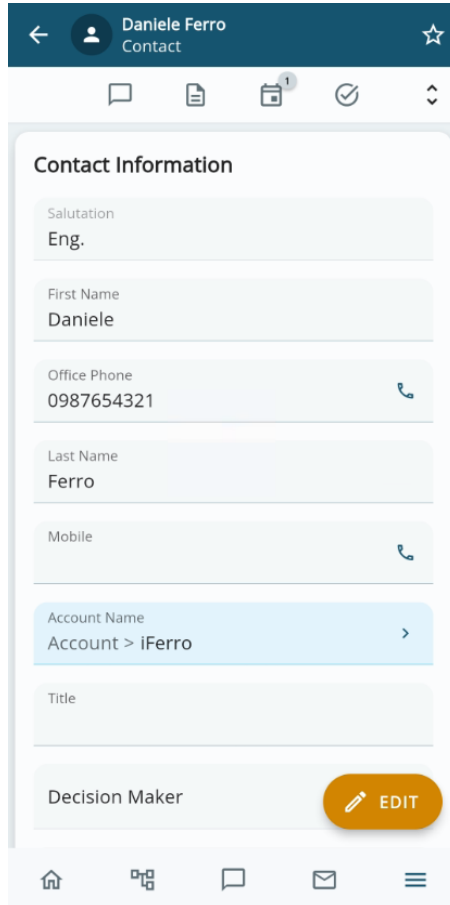 Daniele Ferro
Contact
1
Contact Information
Salutation
Eng.
First Name
Daniele
Office Phone
0987654321
Last Name
Ferro
Mobile
Account Name
Account > iFerro
Title
Decision Maker
EDIT